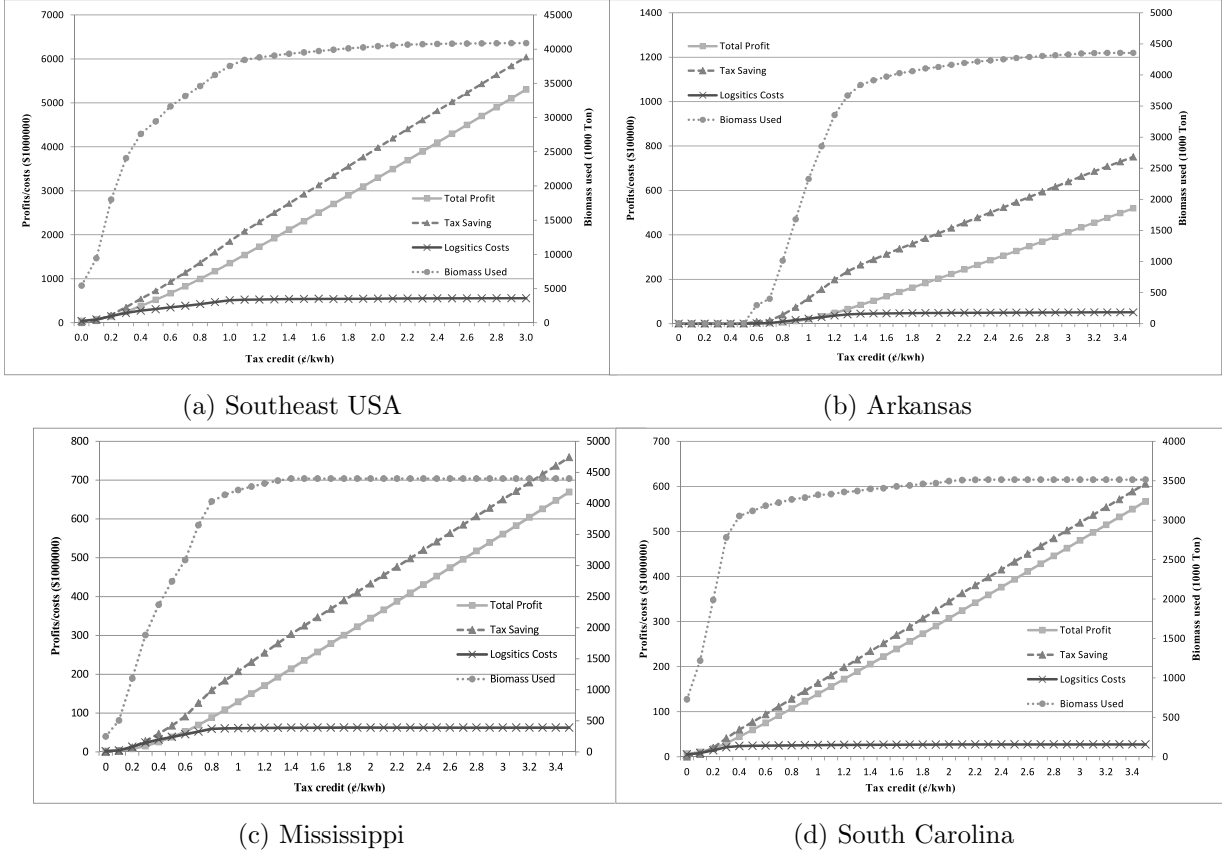 7000
6000
5000
4000
3000
2000
1000
0
Profits/costs ($1000000)
45000
40000
35000
30000
25000
20000
15000
10000
5000
0
Biomass used (1000 Ton)
Total Profit
Tax Saving
Logsitics Costs
Biomass Used
0.0 0.2 0.4 0.6 0.8 1.0 1.2 1.4 1.6 1.8 2.0 2.2 2.4 2.6 2.8 3.0
Tax credit (¢/kwh)
(a) Southeast USA
1400
1200
1000
800
600
400
200
0
Profits/costs ($1000000)
5000
4500
4000
3500
3000
2500
2000
1500
1000
500
0
Biomass used (1000 Ton)
Total Profit
Tax Saving
Logsitics Costs
Biomass Used
0 0.2 0.4 0.6 0.8 1 1.2 1.4 1.6 1.8 2 2.2 2.4 2.6 2.8 3 3.2 3.4
Tax credit (¢/kwh)
(b) Arkansas
800
700
600
500
400
300
200
100
0
Profits/costs ($1000000)
5000
4500
4000
3500
3000
2500
2000
1500
1000
500
0
Total Profit
Tax Saving
Logsitics Costs
Biomass Used
0 0.2 0.4 0.6 0.8 1 1.2 1.4 1.6 1.8 2 2.2 2.4 2.6 2.8 3 3.2 3.4
Tax credit (¢/kwh)
(c) Mississippi
700
600
500
400
300
200
100
0
Profits/costs ($1000000)
4000
3500
3000
2500
2000
1500
1000
500
0
Biomass used (1000 Ton)
Total Profit
Tax Saving
Logsitics Costs
Biomass Used
0 0.2 0.4 0.6 0.8 1 1.2 1.4 1.6 1.8 2 2.2 2.4 2.6 2.8 3 3.2 3.4
Tax credit (¢/kwh)
(d) South Carolina